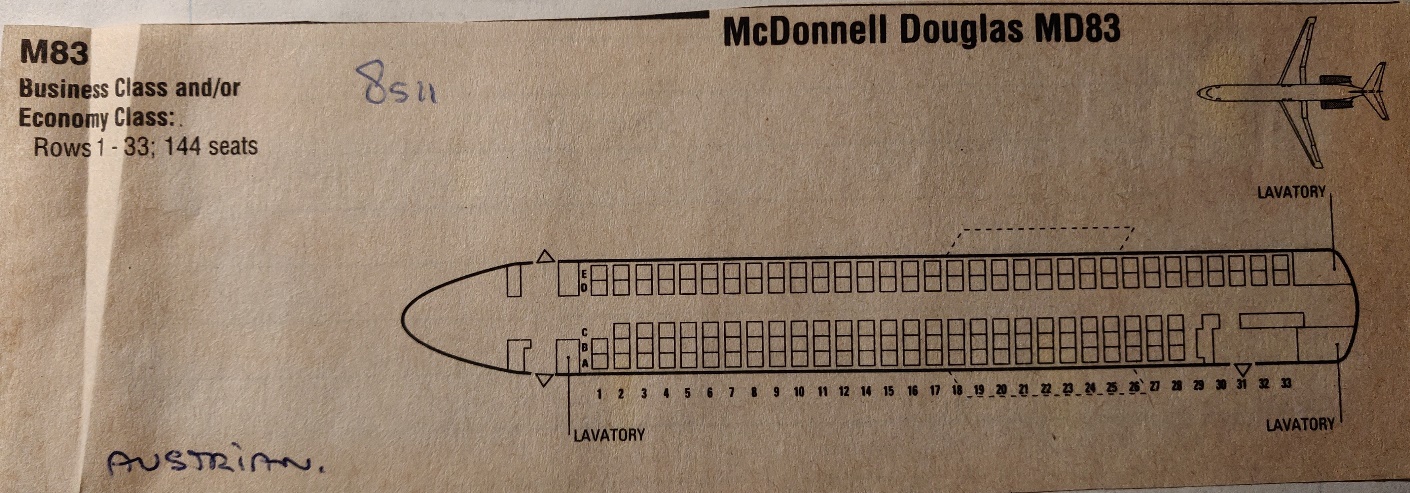 McDonnell Douglas MD83
M83
Business Class and/or
Economy Class:
Rows 1 - 33; 144 seats
8511
LAVATORY
E
D
C
B
A
1 2 3 4 5 6 7 8 9 10 11 12 14 15 16 17 18 19 20 21 22 23 24 25 26 27 28 29 30 31 32 33
LAVATORY
LAVATORY
AUSTRIAN.